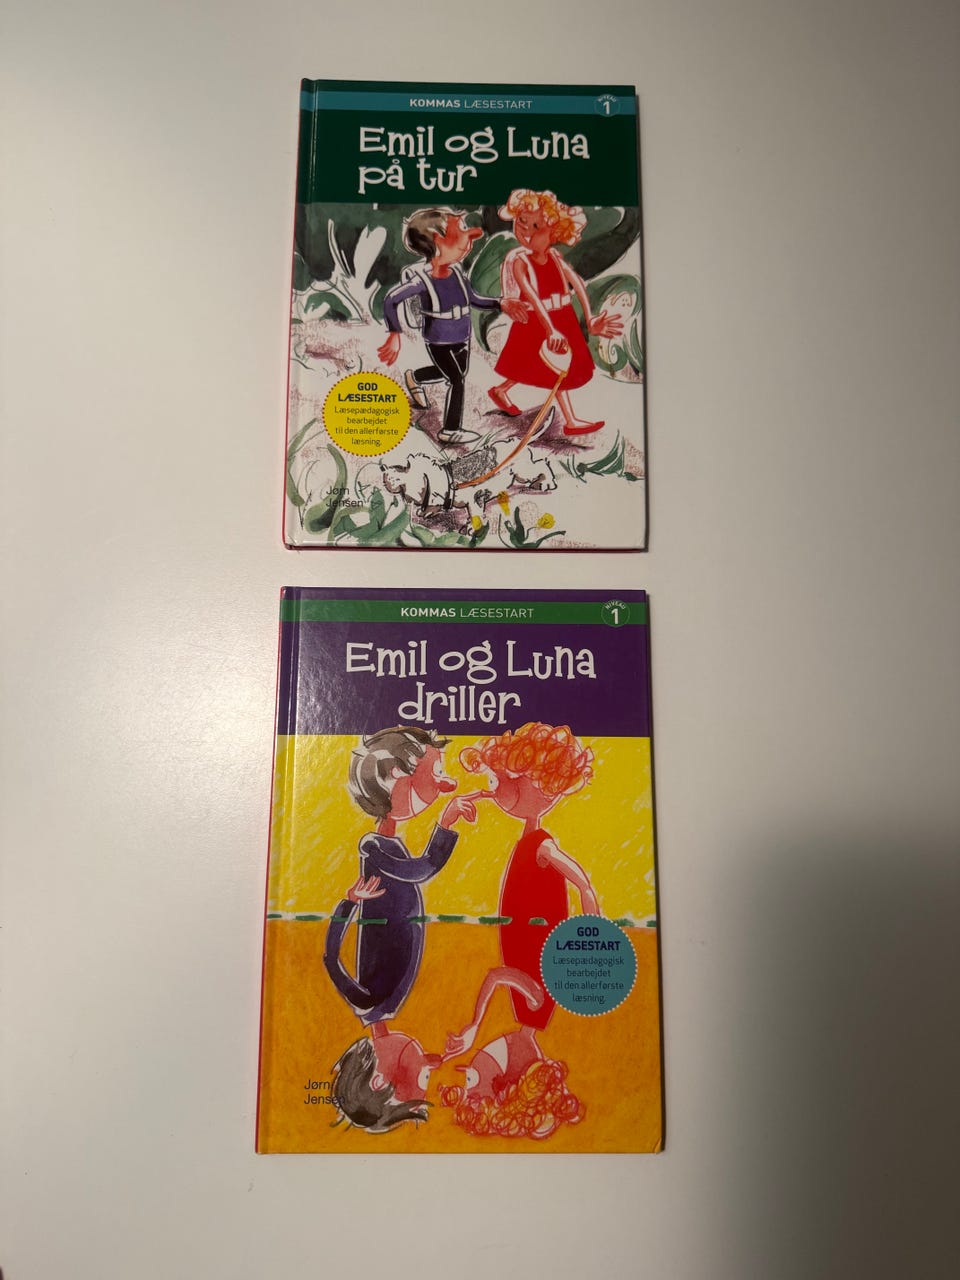 KOMMAS LÆSESTART
NIVEAU
1
Emil og Luna
på tur
GOD
LÆSESTART
Læsepædagogisk
bearbejdet
til den allerførste
læsning.
Jørn
Jensen
KOMMAS LÆSESTART
NIVEAU
1
Emil og Luna
driller
GOD
LÆSESTART
Læsepædagogisk
bearbejdet
til den allerførste
læsning.
Jørn
Jensen